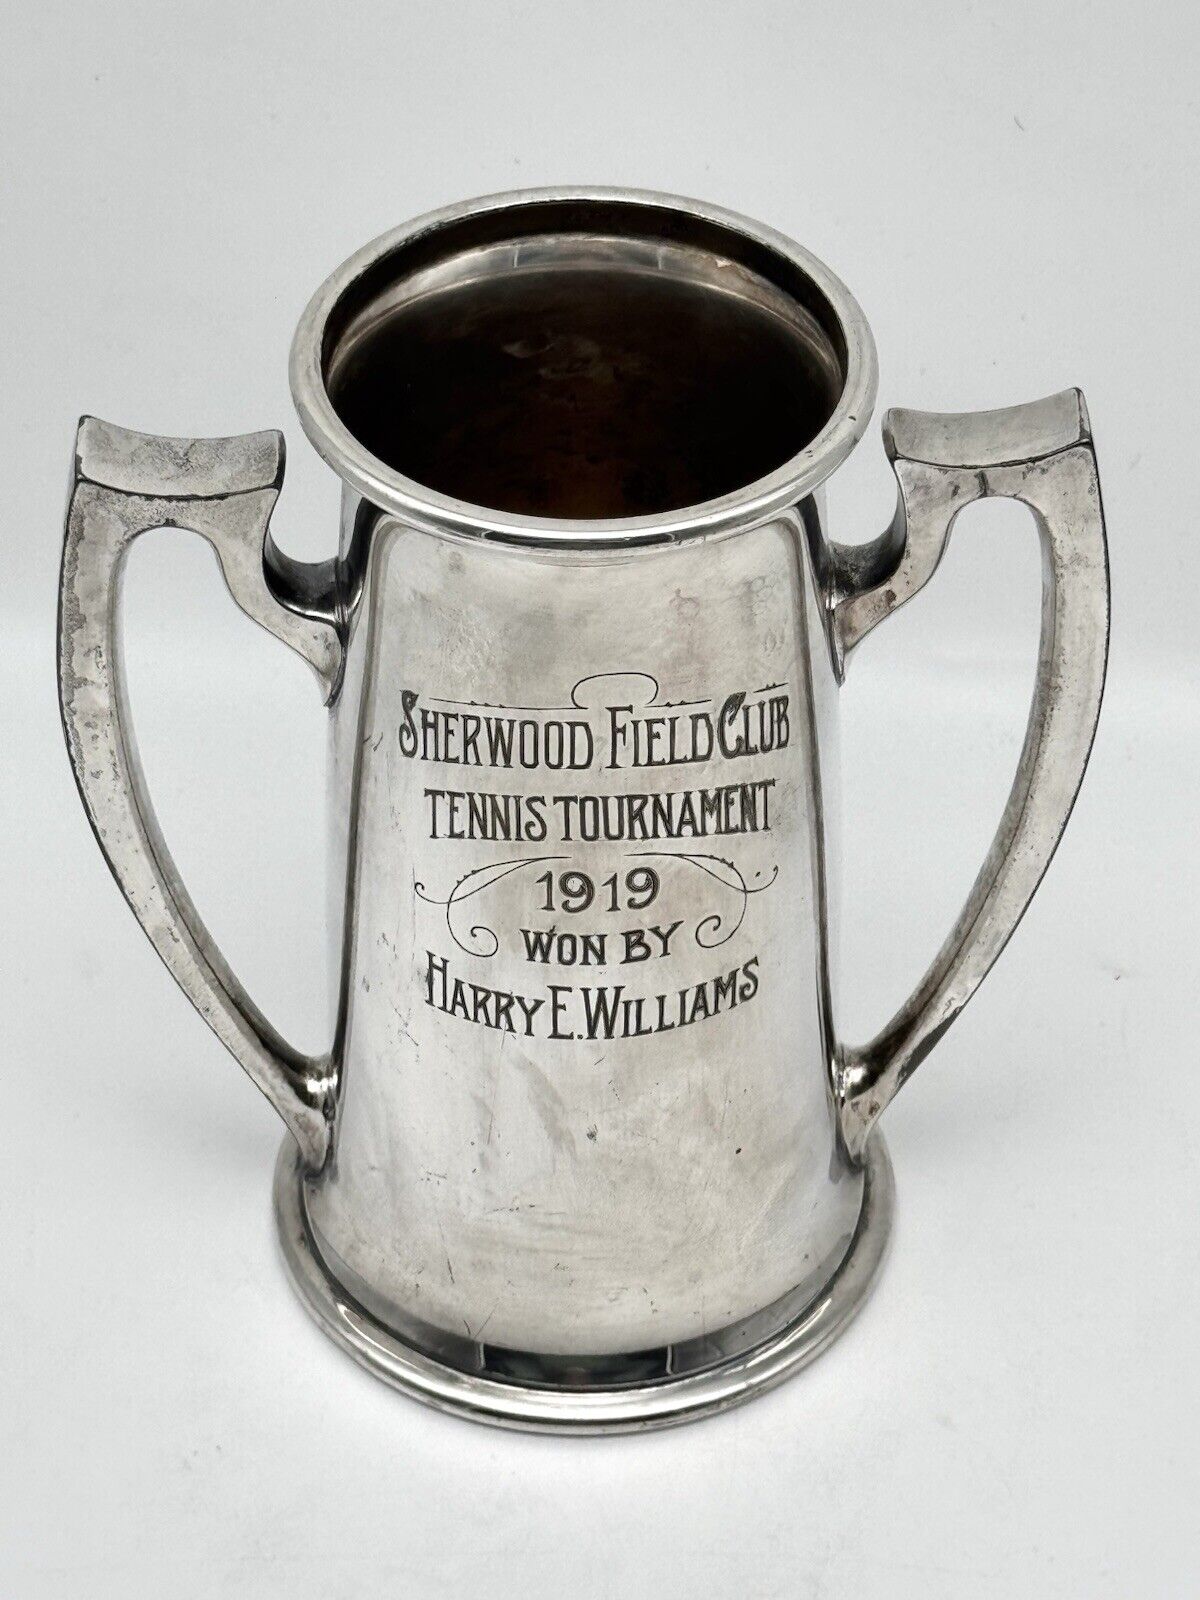 SHERWOOD FIELD CLUB
TENNIS TOURNAMENT
1919
WON BY
HARRY E. WILLIAMS